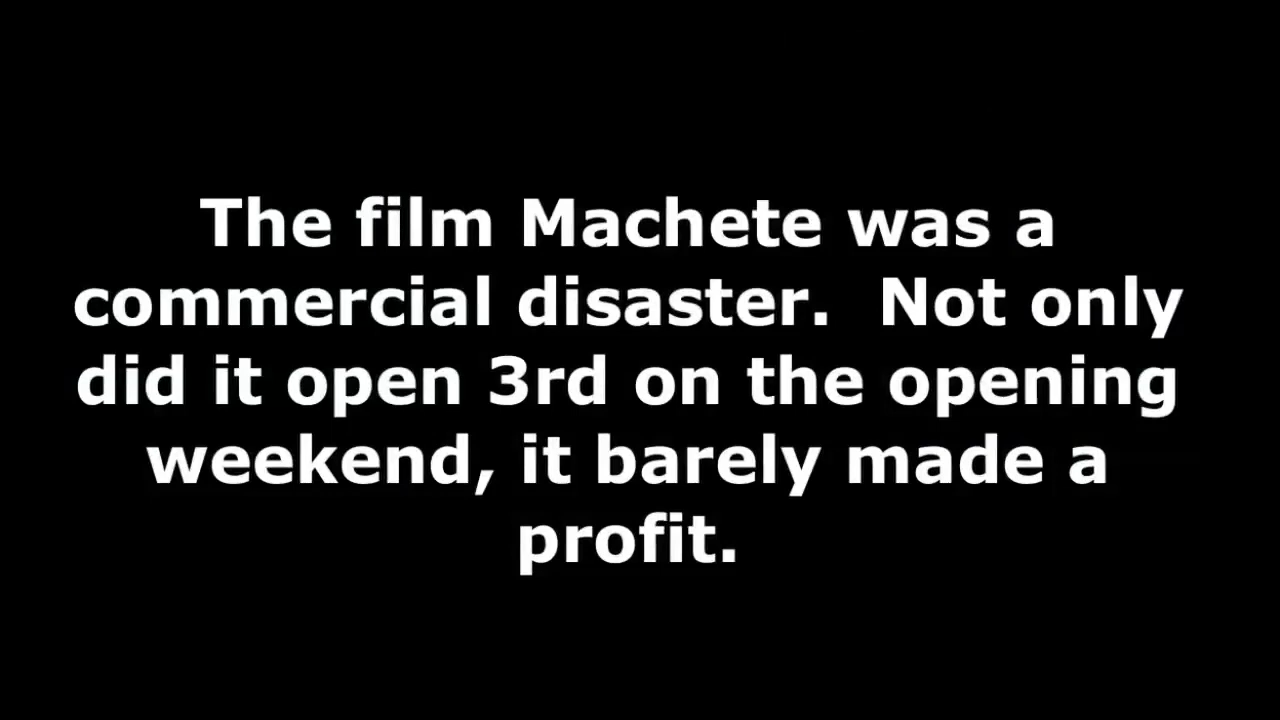 The film Machete was a
commercial disaster.  Not only
did it open 3rd on the opening
weekend, it barely made a
profit.